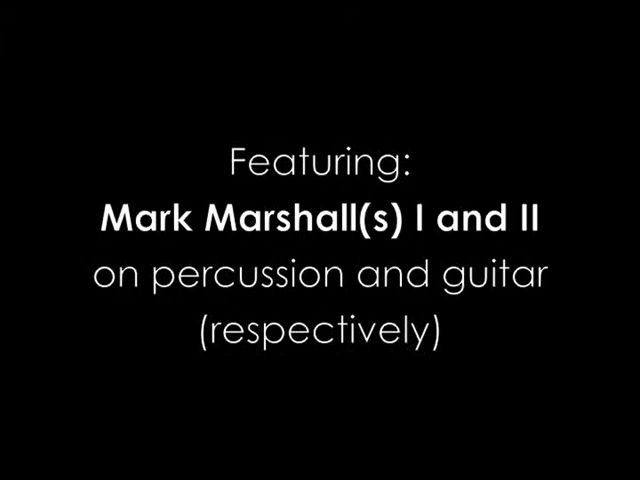 Featuring:
Mark Marshall(s) I and II
on percussion and guitar
(respectively)